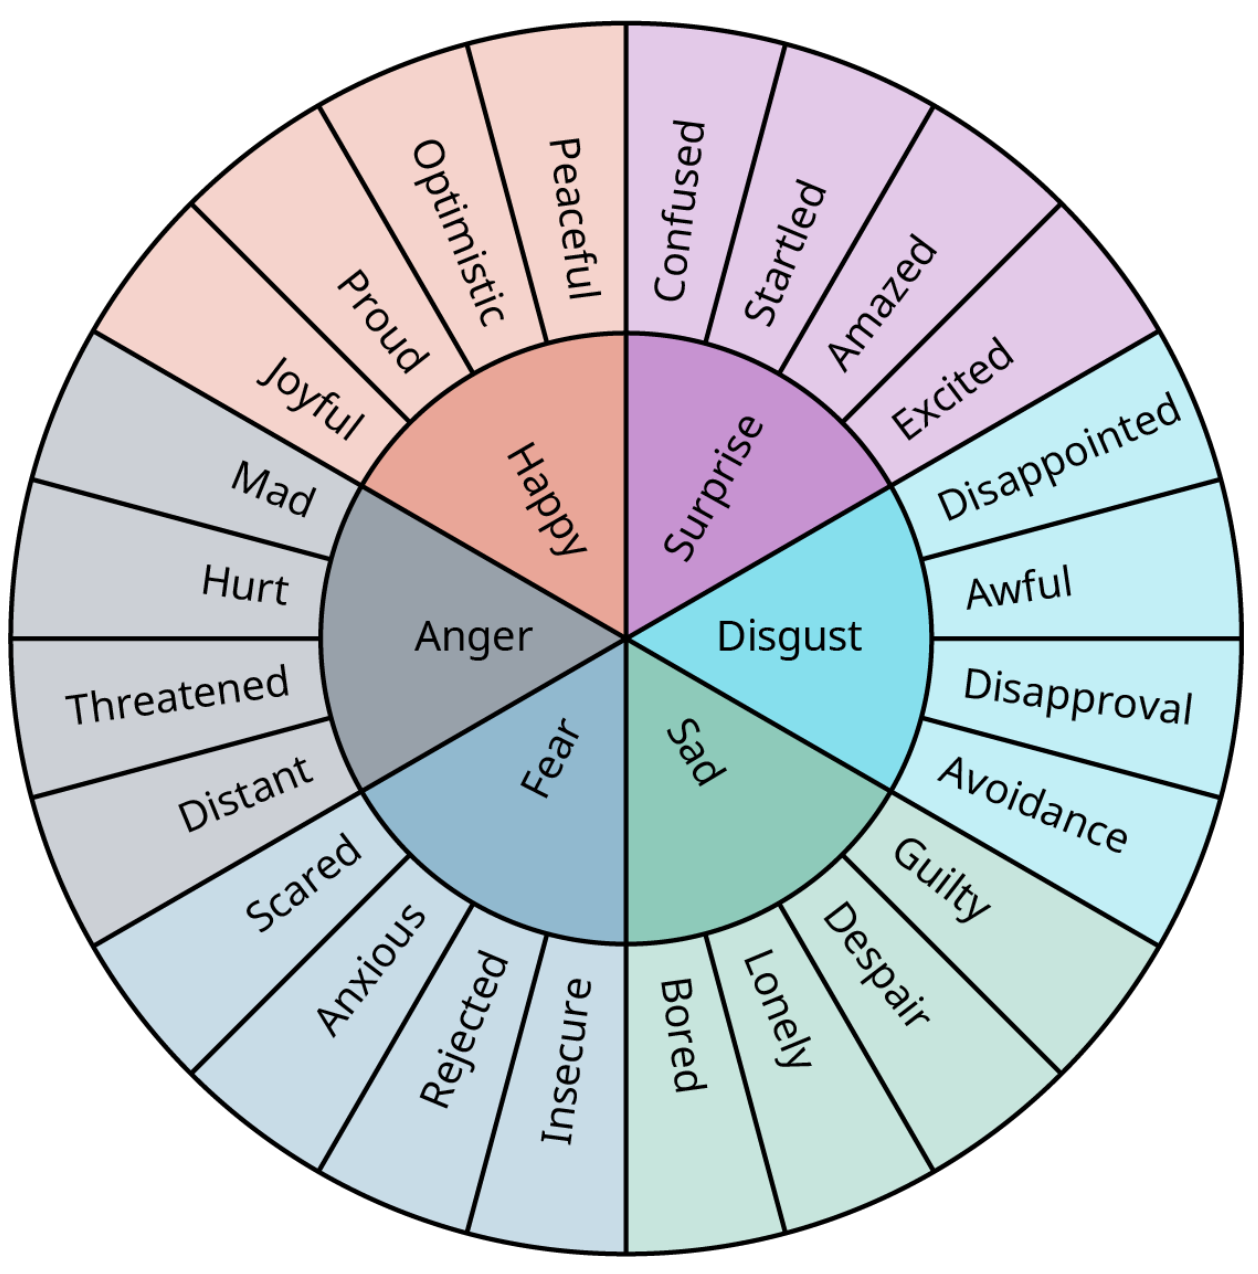 Peaceful
Confused
Optimistic
Startled
Proud
Amazed
Joyful
Excited
Happy
Surprise
Mad
Disappointed
Hurt
Awful
Anger
Disgust
Threatened
Disapproval
Distant
Avoidance
Fear
Sad
Scared
Guilty
Anxious
Despair
Rejected
Lonely
Insecure
Bored